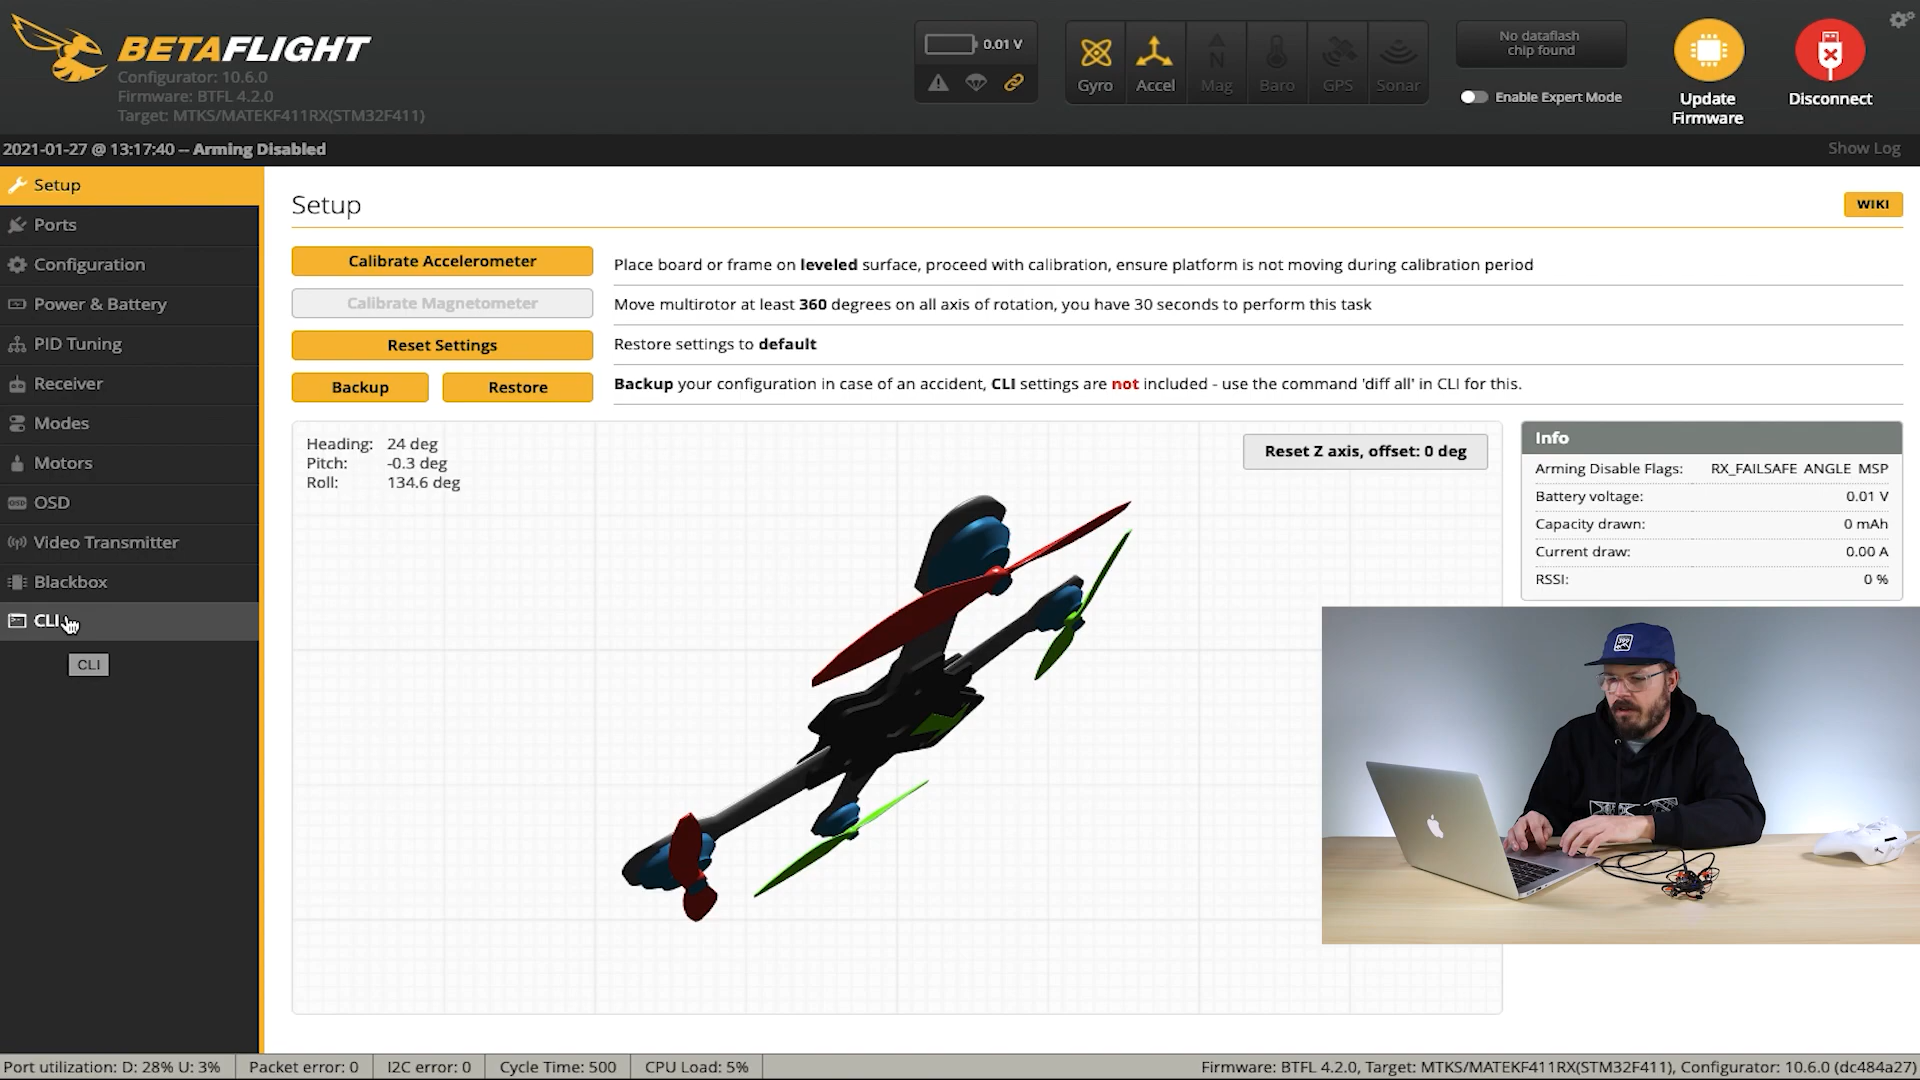 BETAFLIGHT
Configurator: 10.6.0
Firmware: BTFL 4.2.0
Target: MTKS/MATEKF411RX(STM32F411)
0.01 V
Gyro
Accel
Mag
Baro
GPS
Sonar
No dataflash
chip found
Enable Expert Mode
Update
Firmware
Disconnect
2021-01-27 @ 13:17:40 -- Arming Disabled
Show Log
Setup
Ports
Configuration
Power & Battery
PID Tuning
Receiver
Modes
Motors
OSD
Video Transmitter
Blackbox
CLI
CLI
Setup
WIKI
Calibrate Accelerometer
Place board or frame on leveled surface, proceed with calibration, ensure platform is not moving during calibration period
Calibrate Magnetometer
Move multirotor at least 360 degrees on all axis of rotation, you have 30 seconds to perform this task
Reset Settings
Restore settings to default
Backup
Restore
Backup your configuration in case of an accident, CLI settings are not included - use the command 'diff all' in CLI for this.
Heading: 24 deg
Pitch: -0.3 deg
Roll: 134.6 deg
Reset Z axis, offset: 0 deg
Info
Arming Disable Flags: RX_FAILSAFE ANGLE MSP
Battery voltage: 0.01 V
Capacity drawn: 0 mAh
Current draw: 0.00 A
RSSI: 0 %
Port utilization: D: 28% U: 3%
Packet error: 0
I2C error: 0
Cycle Time: 500
CPU Load: 5%
Firmware: BTFL 4.2.0, Target: MTKS/MATEKF411RX(STM32F411), Configurator: 10.6.0 (dc484a27)